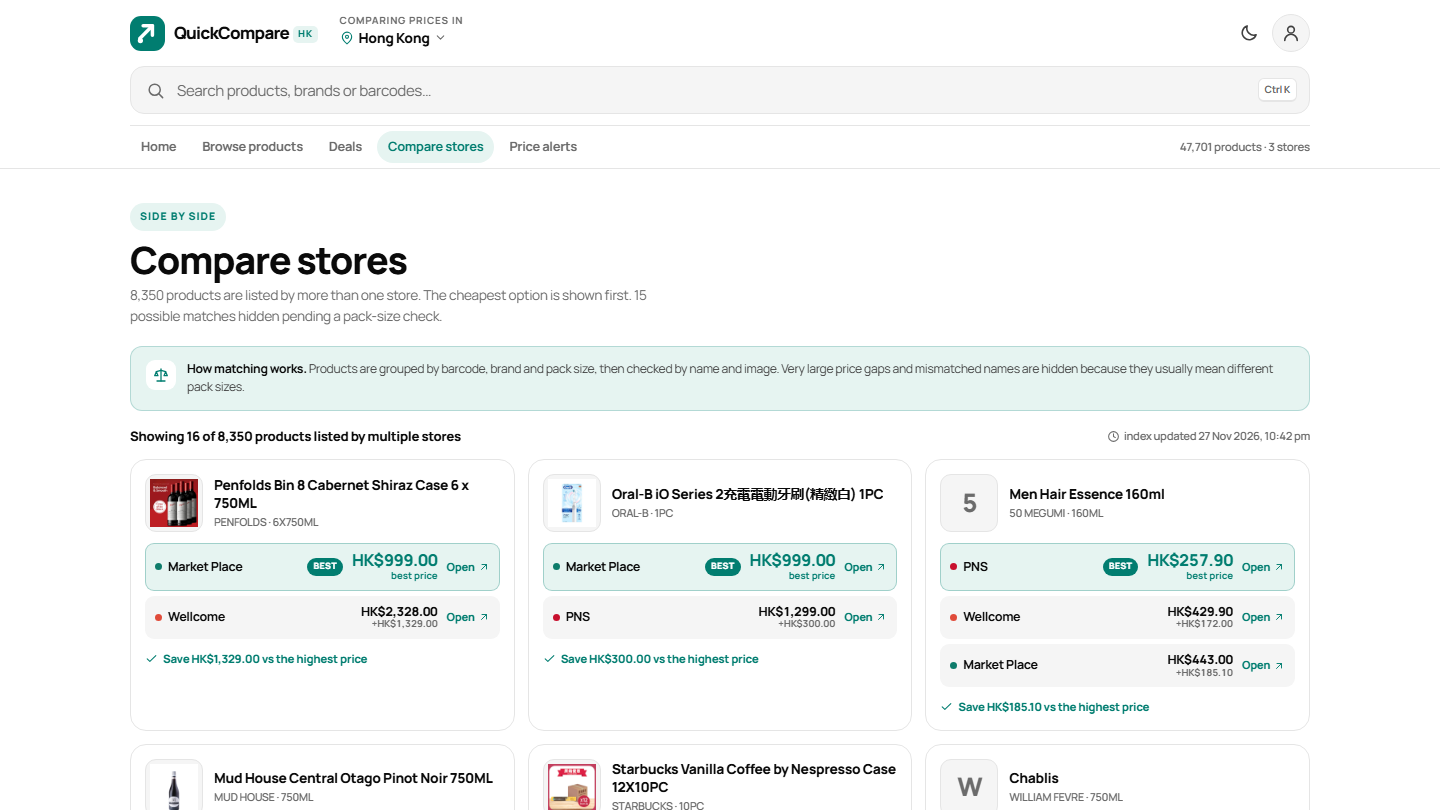 QuickCompare HK
COMPARING PRICES IN
Hong Kong
Search products, brands or barcodes...
Ctrl K
Home
Browse products
Deals
Compare stores
Price alerts
47,701 products · 3 stores
SIDE BY SIDE
Compare stores
8,350 products are listed by more than one store. The cheapest option is shown first. 15
possible matches hidden pending a pack-size check.
How matching works. Products are grouped by barcode, brand and pack size, then checked by name and image. Very large price gaps and mismatched names are hidden because they usually mean different
pack sizes.
Showing 16 of 8,350 products listed by multiple stores
index updated 27 Nov 2026, 10:42 pm
Penfolds Bin 8 Cabernet Shiraz Case 6 x
750ML
PENFOLDS · 6X750ML
Market Place
BEST
HK$999.00
best price
Open
Wellcome
HK$2,328.00
+HK$1,329.00
Open
Save HK$1,329.00 vs the highest price
Oral-B iO Series 2充電電動牙刷(精緻白) 1PC
ORAL-B · 1PC
Market Place
BEST
HK$999.00
best price
Open
PNS
HK$1,299.00
+HK$300.00
Open
Save HK$300.00 vs the highest price
5
Men Hair Essence 160ml
50 MEGUMI · 160ML
PNS
BEST
HK$257.90
best price
Open
Wellcome
HK$429.90
+HK$172.00
Open
Market Place
HK$443.00
+HK$185.10
Open
Save HK$185.10 vs the highest price
Mud House Central Otago Pinot Noir 750ML
MUD HOUSE · 750ML
Starbucks Vanilla Coffee by Nespresso Case
12X10PC
STARBUCKS · 10PC
W
Chablis
WILLIAM FEVRE · 750ML